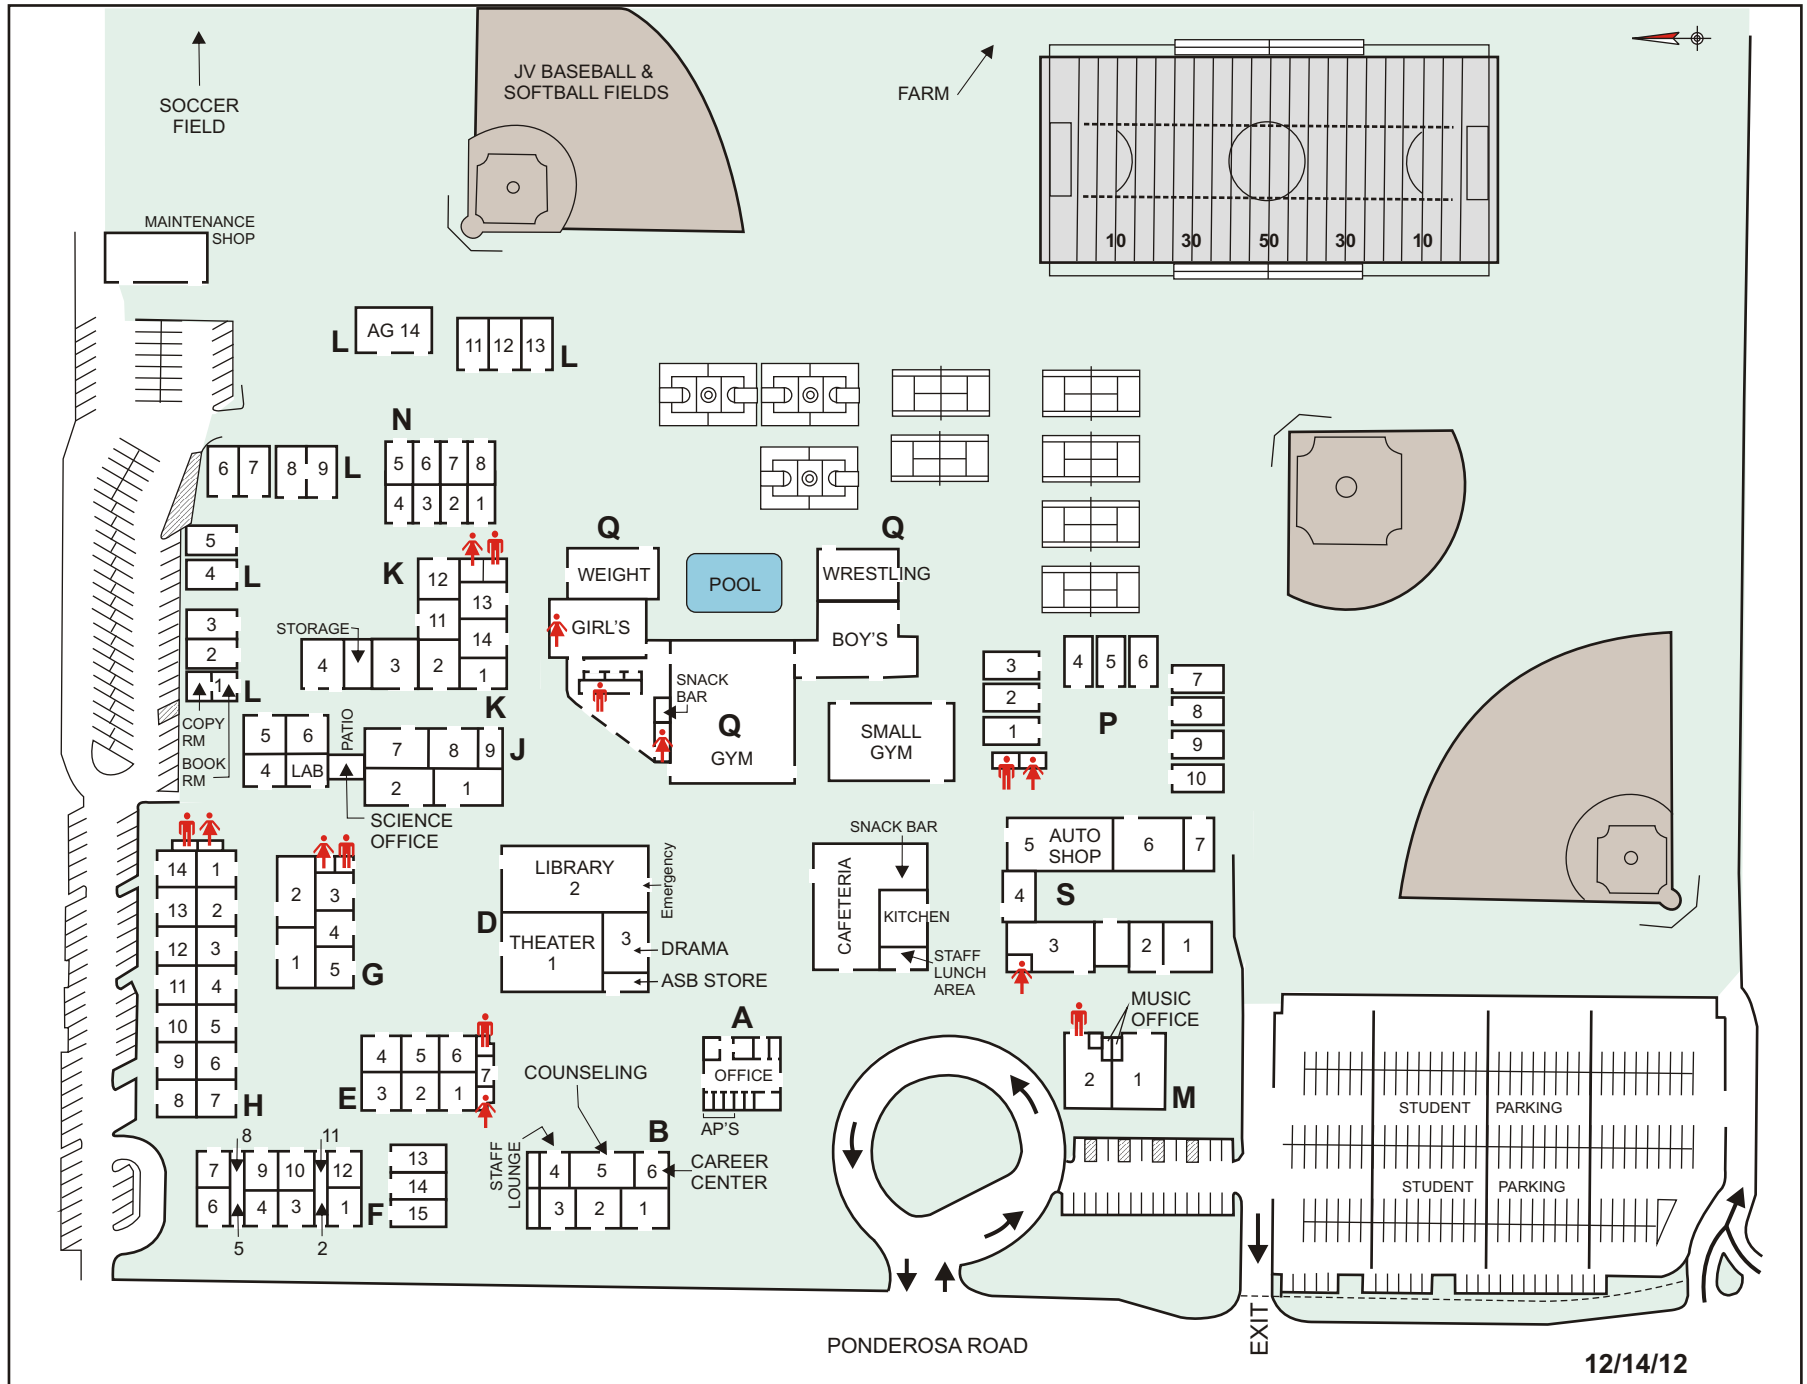 SOCCER
FIELD
JV BASEBALL &
SOFTBALL FIELDS
FARM
10 30 50 30 10
MAINTENANCE
SHOP
L
AG 14
11 12 13
L
N
5 6 7 8
4 3 2 1
6 7
8 9
L
5
4
L
3
2
1
L
COPY
RM
BOOK
RM
K
12
13
11
14
STORAGE
4 3 2 1
K
PATIO
5 6
4 LAB
7 8 9
2 1
J
SCIENCE
OFFICE
Q
WEIGHT
GIRL'S
POOL
Q
WRESTLING
BOY'S
SNACK
BAR
Q
GYM
SMALL
GYM
3
2
1
4 5 6
P
7
8
9
10
14 1
13 2
12 3
11 4
10 5
9 6
8 7
H
2
3
4
1
5
G
LIBRARY
2
Emergency
D
THEATER
1
3
DRAMA
ASB STORE
SNACK BAR
CAFETERIA
KITCHEN
STAFF
LUNCH
AREA
5 AUTO
SHOP
6 7
4
S
3 2 1
MUSIC
OFFICE
2 1
M
A
OFFICE
AP'S
4 5 6
7
3 2 1
E
COUNSELING
STAFF
LOUNGE
B
4 5 6
CAREER
CENTER
3 2 1
8 11
7 9 10 12
6 4 3 1
F
5 2
13
14
15
STUDENT PARKING
STUDENT PARKING
EXIT
PONDEROSA ROAD
12/14/12